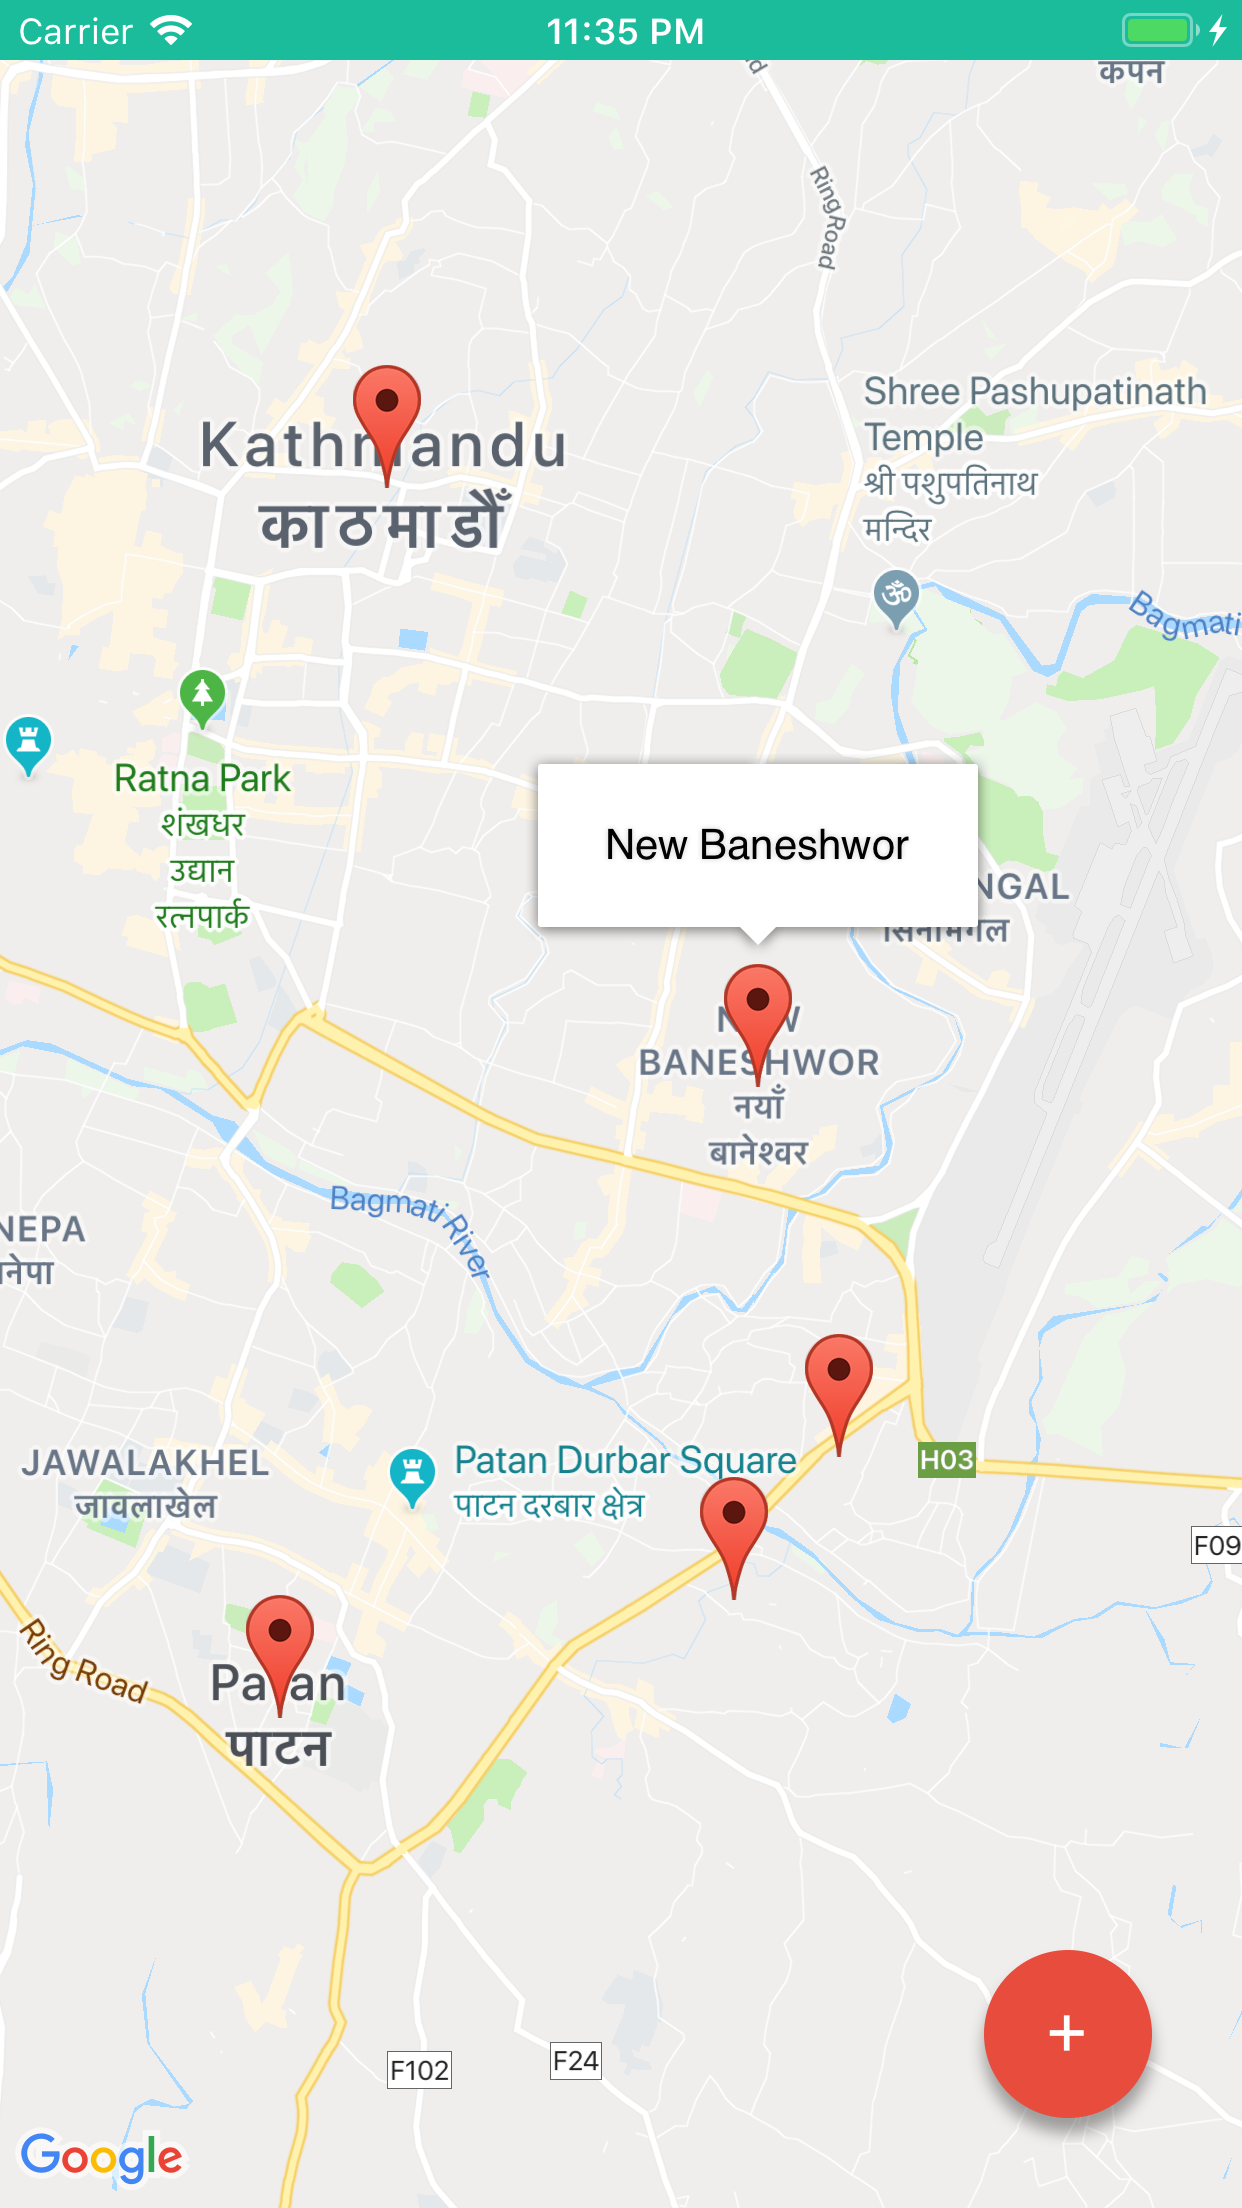 Carrier
11:35 PM
कपन
Ring Road
Kathmandu
काठमाडौँ
Shree Pashupatinath
Temple
श्री पशुपतिनाथ
मन्दिर
Bagmati
Ratna Park
शंखधर
उद्यान
रत्नपार्क
New Baneshwor
NGAL
सिनामंगल
NEW
BANESHWOR
नयाँ
बानेश्वर
Bagmati River
NEPA
नेपा
JAWALAKHEL
जावलाखेल
Patan Durbar Square
पाटन दरबार क्षेत्र
H03
F09
Ring Road
Patan
पाटन
+
F102
F24
Google